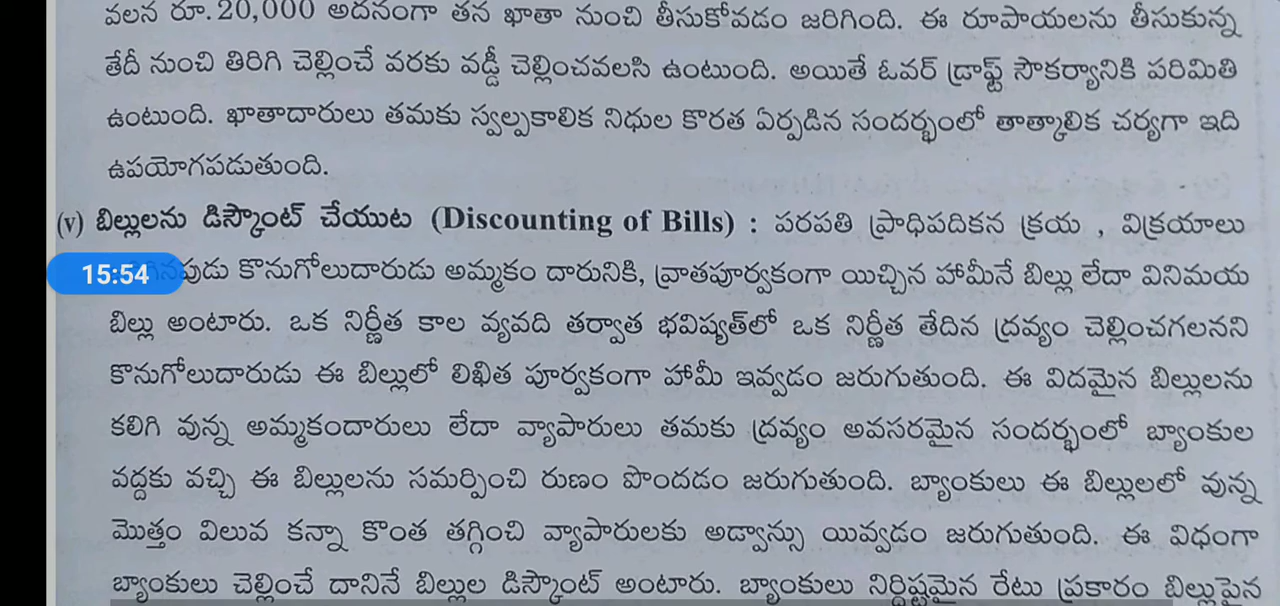 వలన రూ. 20,000 అదనంగా తన ఖాతా నుంచి తీసుకోవడం జరిగింది. ఈ రూపాయలను తీసుకున్న
తేదీ నుంచి తిరిగి చెల్లించే వరకు వడ్డీ చెల్లించవలసి ఉంటుంది. అయితే ఓవర్ డ్రాఫ్ట్ సౌకర్యానికి పరిమితి
ఉంటుంది. ఖాతాదారులు తమకు స్వల్పకాలిక నిధుల కొరత ఏర్పడిన సందర్భంలో తాత్కాలిక చర్యగా ఇది
ఉపయోగపడుతుంది.
(v) బిల్లులను డిస్కౌంట్ చేయుట (Discounting of Bills) : పరపతి ప్రాధిపదికన క్రయ , విక్రయాలు
15:54
కొనుగోలుదారుడు అమ్మకం దారునికి, వ్రాతపూర్వకంగా యిచ్చిన హామీనే బిల్లు లేదా వినిమయ
బిల్లు అంటారు. ఒక నిర్ణీత కాల వ్యవది తర్వాత భవిష్యత్‌లో ఒక నిర్ణీత తేదిన ద్రవ్యం చెల్లించగలనని
కొనుగోలుదారుడు ఈ బిల్లులో లిఖిత పూర్వకంగా హామీ ఇవ్వడం జరుగుతుంది. ఈ విదమైన బిల్లులను
కలిగి వున్న అమ్మకందారులు లేదా వ్యాపారులు తమకు ద్రవ్యం అవసరమైన సందర్భంలో బ్యాంకుల
వద్దకు వచ్చి ఈ బిల్లులను సమర్పించి రుణం పొందడం జరుగుతుంది. బ్యాంకులు ఈ బిల్లులలో వున్న
మొత్తం విలువ కన్నా కొంత తగ్గించి వ్యాపారులకు అడ్వాన్సు యివ్వడం జరుగుతుంది. ఈ విధంగా
బ్యాంకులు చెల్లించే దానినే బిల్లుల డిస్కౌంట్ అంటారు. బ్యాంకులు నిర్దిష్టమైన రేటు ప్రకారం బిల్లుపైన